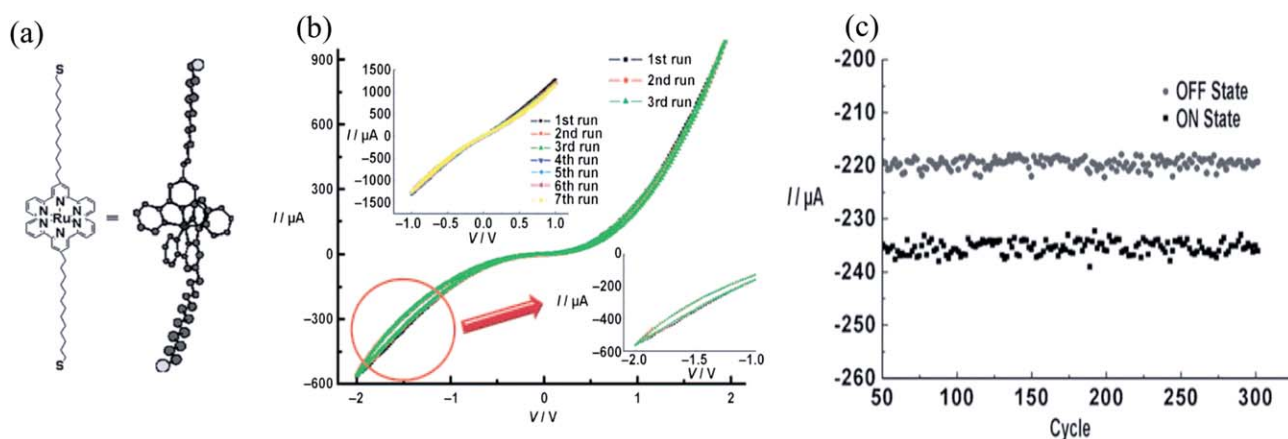 (a)
S
N
N N
Ru
N N
N
S
=
(b)
I / μA
900
600
300
0
−300
−600
−2
−1
0
1
2
V / V
1st run
2nd run
3rd run
I / μA
1500
1000
500
0
−500
−1000
−1500
−1.0
−0.5
0.0
0.5
1.0
V / V
1st run
2nd run
3rd run
4th run
5th run
6th run
7th run
I / μA
0
−200
−400
−600
−2.0
−1.5
−1.0
V / V
(c)
I / μA
-200
-210
-220
-230
-240
-250
-260
50
100
150
200
250
300
Cycle
OFF State
ON State